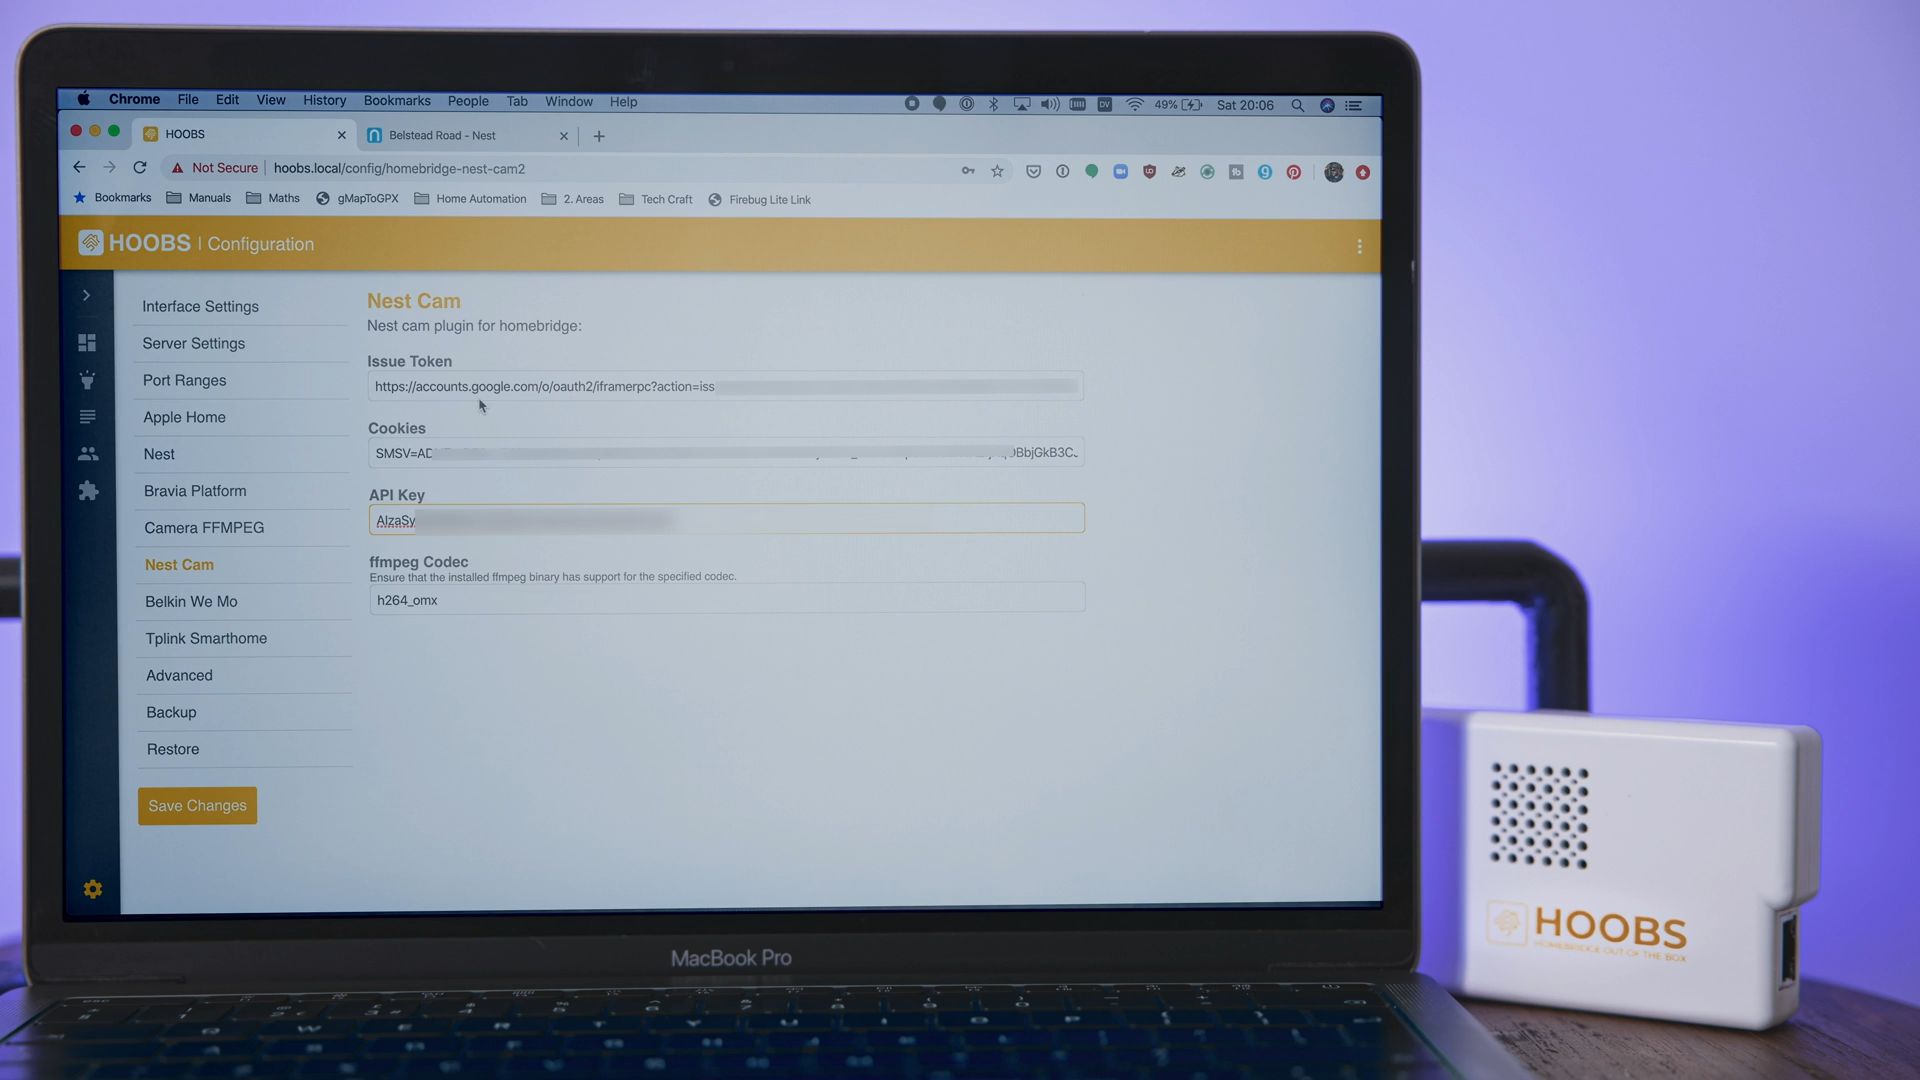 Chrome File Edit View History Bookmarks People Tab Window Help 49% Sat 20:06
HOOBS Belstead Road - Nest
Not Secure hoobs.local/config/homebridge-nest-cam2
Bookmarks Manuals Maths gMapToGPX Home Automation 2. Areas Tech Craft Firebug Lite Link
HOOBS | Configuration
Interface Settings
Server Settings
Port Ranges
Apple Home
Nest
Bravia Platform
Camera FFMPEG
Nest Cam
Belkin We Mo
Tplink Smarthome
Advanced
Backup
Restore
Save Changes
Nest Cam
Nest cam plugin for homebridge:
Issue Token
https://accounts.google.com/o/oauth2/iframerpc?action=iss
Cookies
SMSV=AD
API Key
AIzaSy
ffmpeg Codec
Ensure that the installed ffmpeg binary has support for the specified codec.
h264_omx
MacBook Pro
HOOBS
HOMEBRIDGE OUT OF THE BOX